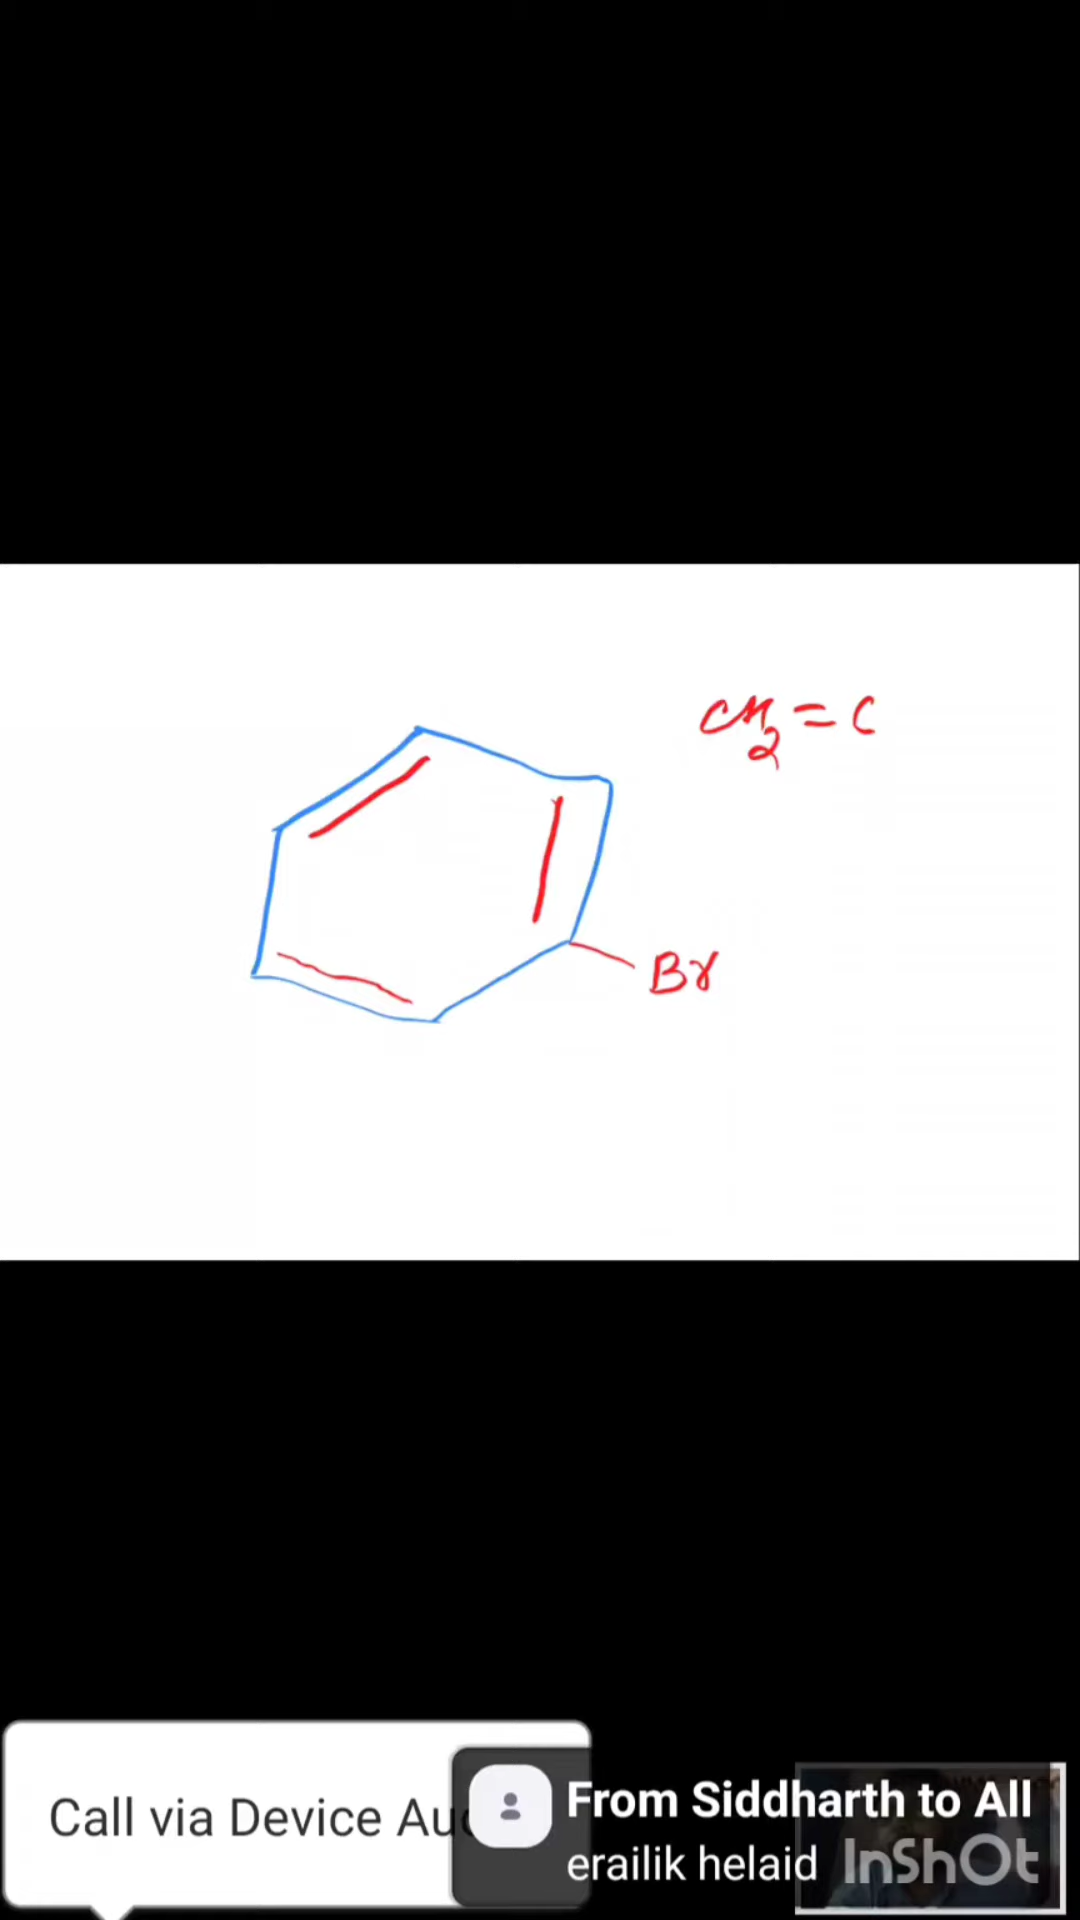 CH2=C
Br
Call via Device Au
From Siddharth to All
erailik helaid
InShOt